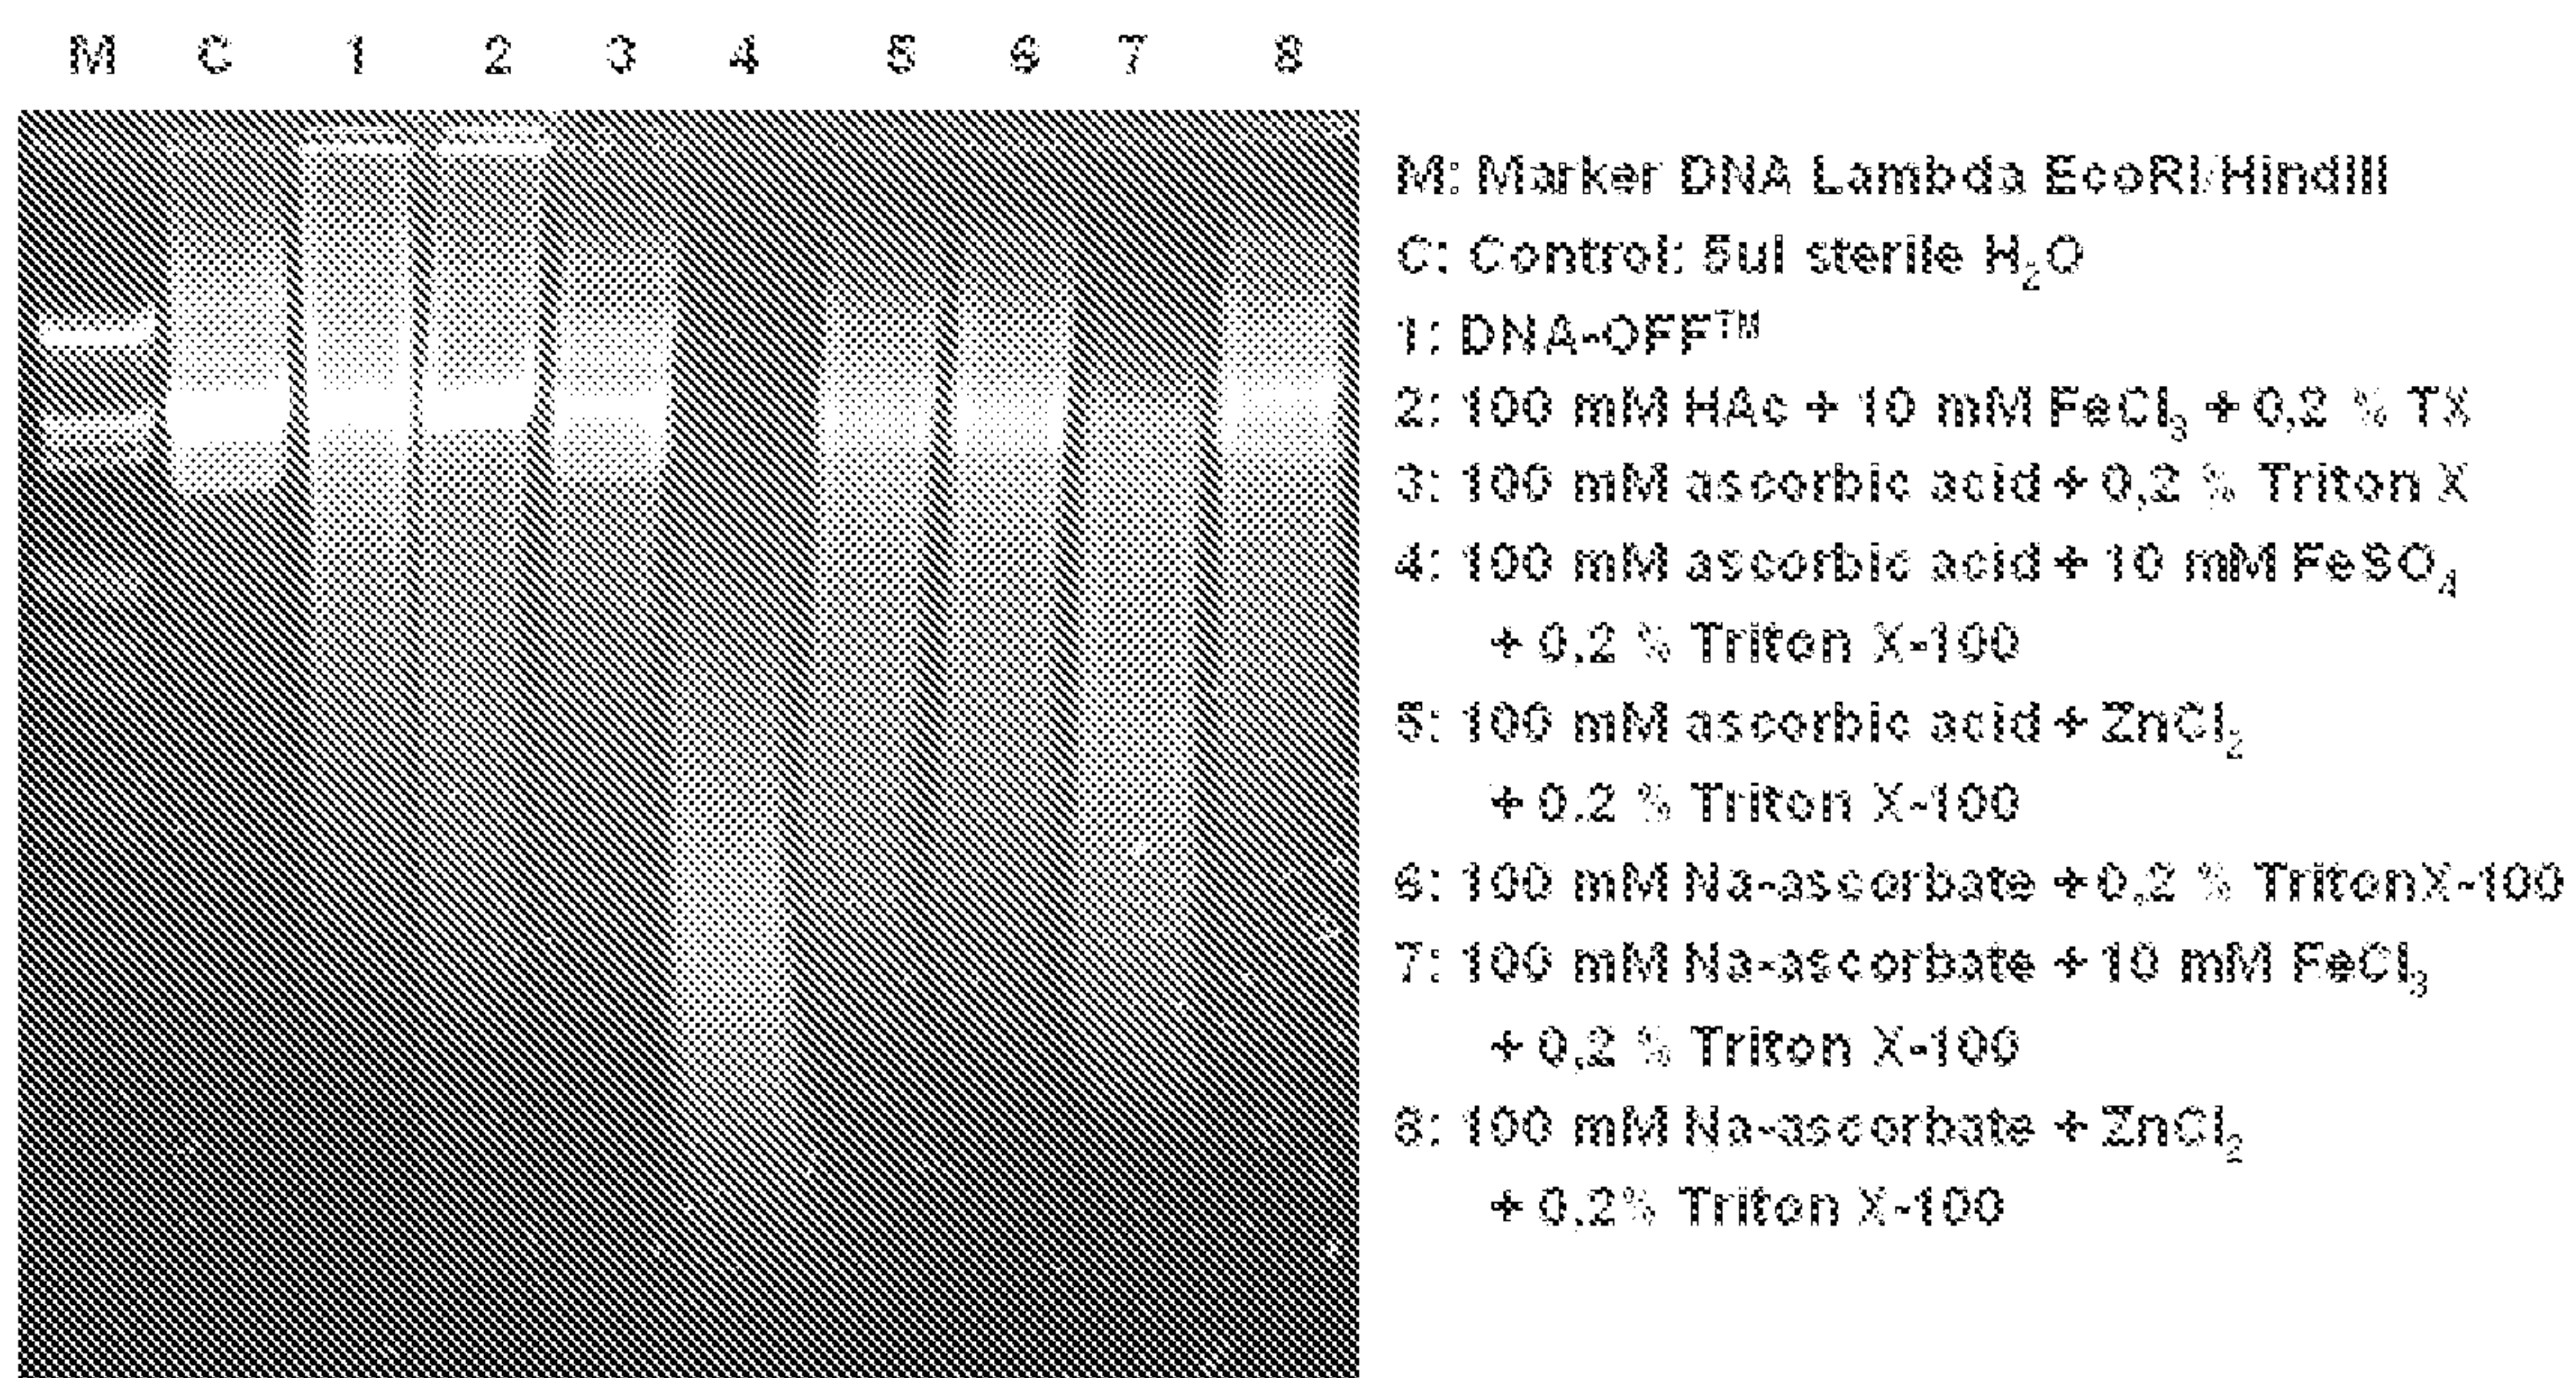 M C 1 2 3 4 5 6 7 8
M: Marker DNA Lambda EcoRI/HindIII
C: Control: 5ul sterile H₂O
1: DNA-OFF™
2: 100 mM HAc + 10 mM FeCl₃ + 0,2 % TX
3: 100 mM ascorbic acid + 0,2 % Triton X
4: 100 mM ascorbic acid + 10 mM FeSO₄
+ 0.2 % Triton X-100
5: 100 mM ascorbic acid + ZnCl₂
+ 0.2 % Triton X-100
6: 100 mM Na-ascorbate + 0,2 % TritonX-100
7: 100 mM Na-ascorbate + 10 mM FeCl₃
+ 0,2 % Triton X-100
8: 100 mM Na-ascorbate + ZnCl₂
+ 0.2% Triton X-100